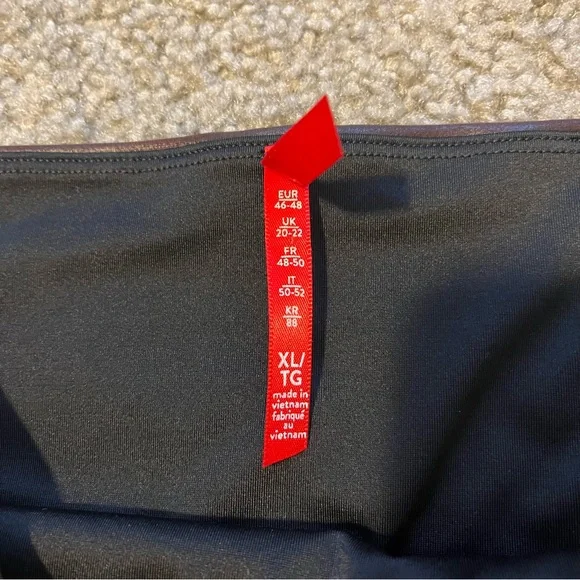 EUR
46-48
UK
20-22
FR
48-50
IT
50-52
KR
88
XL/
TG
made in
vietnam
fabriqué
au
vietnam